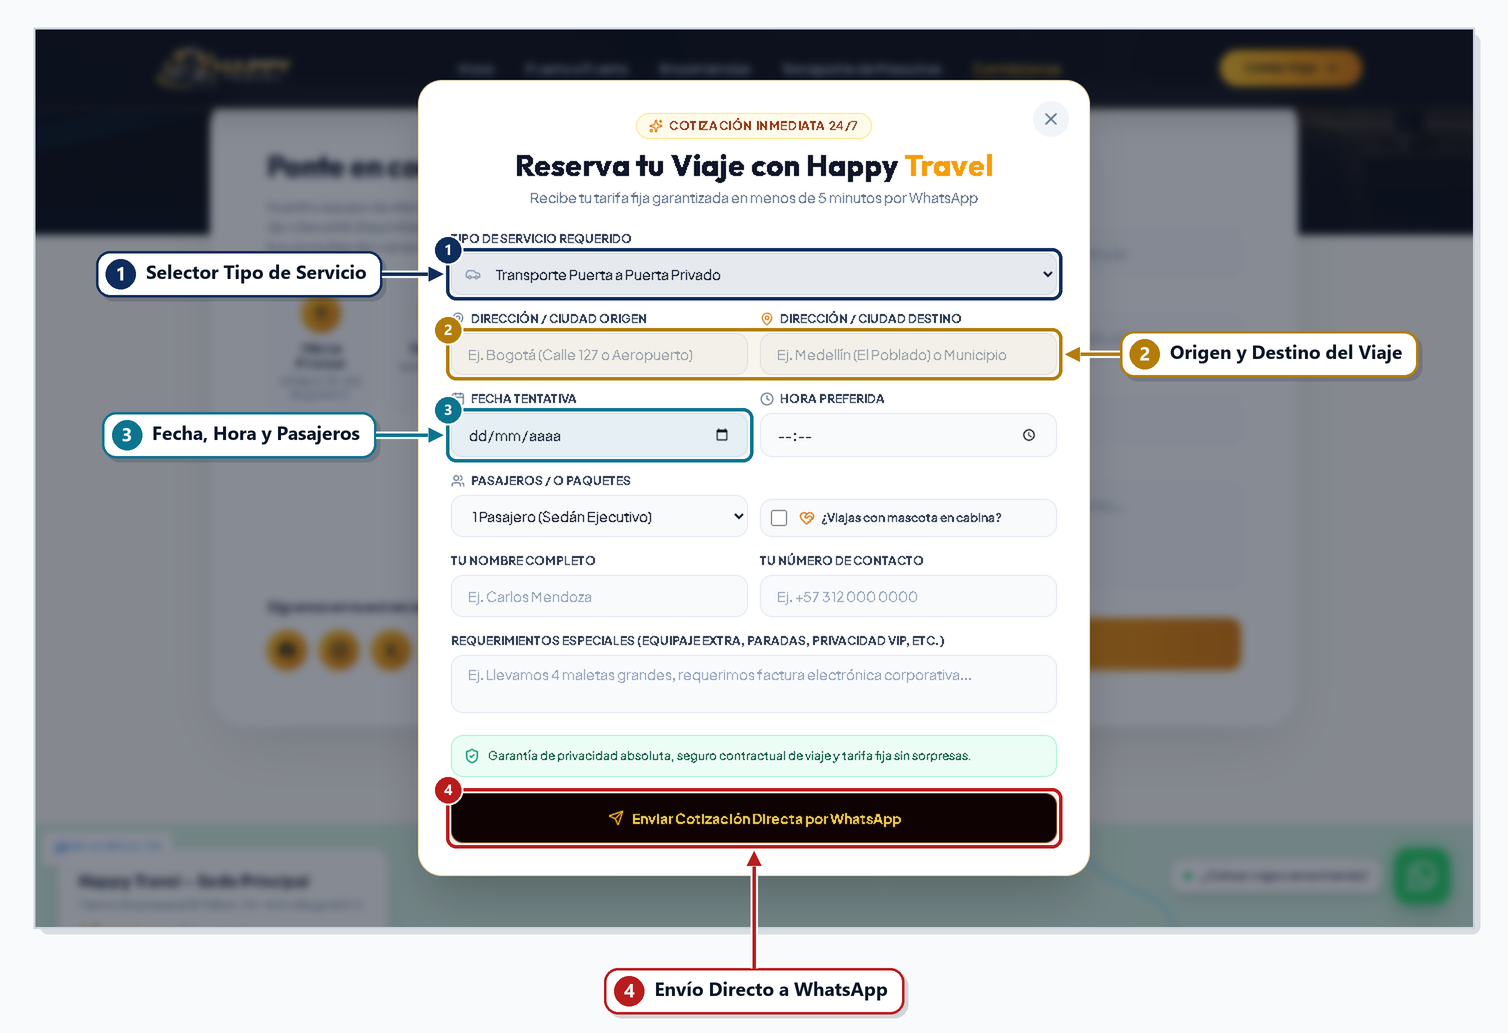 HAPPY
COTIZACIÓN INMEDIATA 24/7
Reserva tu Viaje con Happy Travel
Recibe tu tarifa fija garantizada en menos de 5 minutos por WhatsApp
TIPO DE SERVICIO REQUERIDO
1
1 Selector Tipo de Servicio
Transporte Puerta a Puerta Privado
DIRECCIÓN / CIUDAD ORIGEN
DIRECCIÓN / CIUDAD DESTINO
2
Ej. Bogotá (Calle 127 o Aeropuerto)
Ej. Medellín (El Poblado) o Municipio
2 Origen y Destino del Viaje
FECHA TENTATIVA
HORA PREFERIDA
3
3 Fecha, Hora y Pasajeros
dd/mm/aaaa
--:--
PASAJEROS / O PAQUETES
1 Pasajero (Sedán Ejecutivo)
¿Viajas con mascota en cabina?
TU NOMBRE COMPLETO
TU NÚMERO DE CONTACTO
Ej. Carlos Mendoza
Ej. +57 312 000 0000
REQUERIMIENTOS ESPECIALES (EQUIPAJE EXTRA, PARADAS, PRIVACIDAD VIP, ETC.)
Ej. Llevamos 4 maletas grandes, requerimos factura electrónica corporativa...
Garantía de privacidad absoluta, seguro contractual de viaje y tarifa fija sin sorpresas.
4
Enviar Cotización Directa por WhatsApp
Happy Travel – Sede Principal
4 Envío Directo a WhatsApp